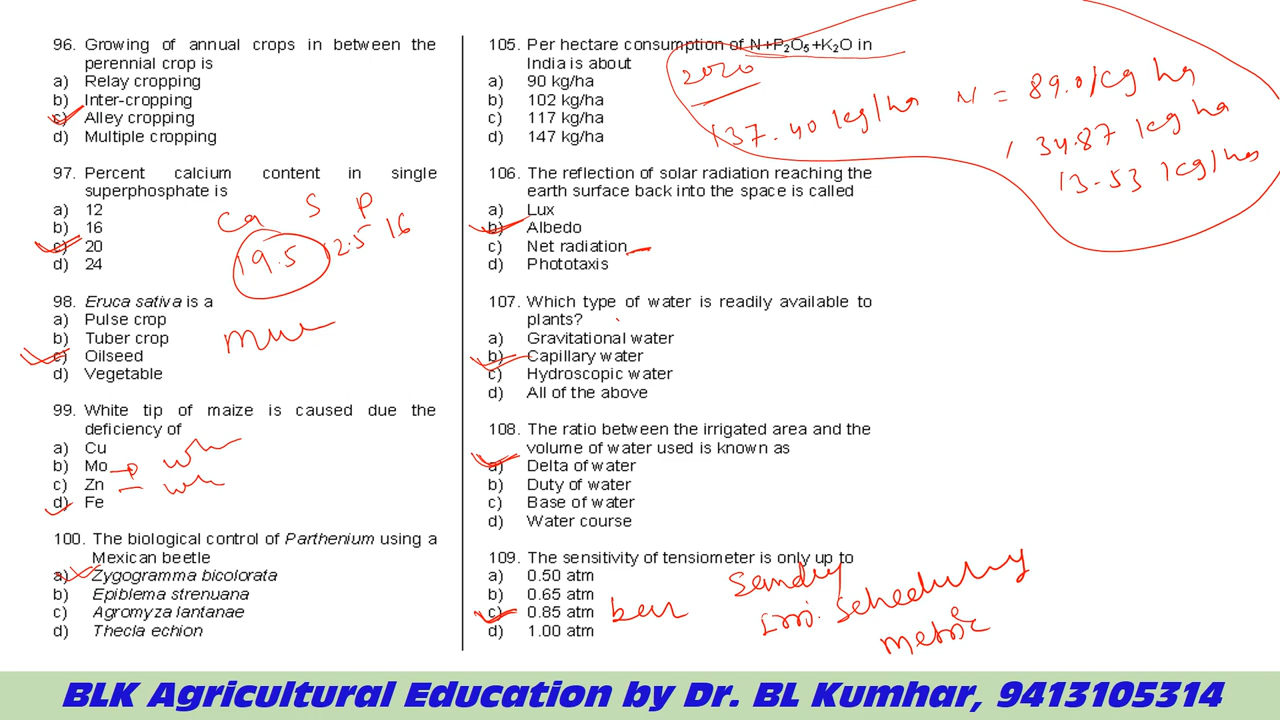 96. Growing of annual crops in between the
perennial crop is
a) Relay cropping
b) Inter-cropping
c) Alley cropping
d) Multiple cropping
97. Percent calcium content in single
superphosphate is
a) 12
b) 16
c) 20
d) 24
Ca S P
19.5 12.5 16
98. Eruca sativa is a
a) Pulse crop
b) Tuber crop
c) Oilseed
d) Vegetable
99. White tip of maize is caused due the
deficiency of
a) Cu
b) Mo
c) Zn
d) Fe
100. The biological control of Parthenium using a
Mexican beetle
a) Zygogramma bicolorata
b) Epiblema strenuana
c) Agromyza lantanae
d) Thecla echion
105. Per hectare consumption of N+P₂O₅+K₂O in
India is about
a) 90 kg/ha
b) 102 kg/ha
c) 117 kg/ha
d) 147 kg/ha
2020
137.40 kg/ha
N = 89.0 kg ha
34.87 kg ha
13.53 kg/ha
106. The reflection of solar radiation reaching the
earth surface back into the space is called
a) Lux
b) Albedo
c) Net radiation
d) Phototaxis
107. Which type of water is readily available to
plants?
a) Gravitational water
b) Capillary water
c) Hydroscopic water
d) All of the above
108. The ratio between the irrigated area and the
volume of water used is known as
a) Delta of water
b) Duty of water
c) Base of water
d) Water course
109. The sensitivity of tensiometer is only up to
a) 0.50 atm
b) 0.65 atm
c) 0.85 atm
d) 1.00 atm
bar
Irri. Scheduling
Metric
BLK Agricultural Education by Dr. BL Kumhar, 9413105314